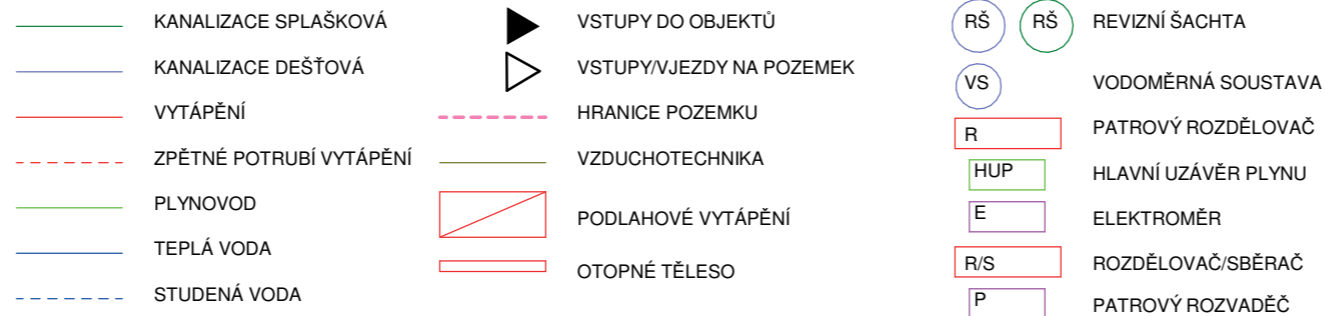 KANALIZACE SPLAŠKOVÁ
KANALIZACE DEŠŤOVÁ
VYTÁPĚNÍ
ZPĚTNÉ POTRUBÍ VYTÁPĚNÍ
PLYNOVOD
TEPLÁ VODA
STUDENÁ VODA
VSTUPY DO OBJEKTŮ
VSTUPY/VJEZDY NA POZEMEK
HRANICE POZEMKU
VZDUCHOTECHNIKA
PODLAHOVÉ VYTÁPĚNÍ
OTOPNÉ TĚLESO
RŠ RŠ REVIZNÍ ŠACHTA
VS VODOMĚRNÁ SOUSTAVA
R PATROVÝ ROZDĚLOVAČ
HUP HLAVNÍ UZÁVĚR PLYNU
E ELEKTROMĚR
R/S ROZDĚLOVAČ/SBĚRAČ
P PATROVÝ ROZVADĚČ